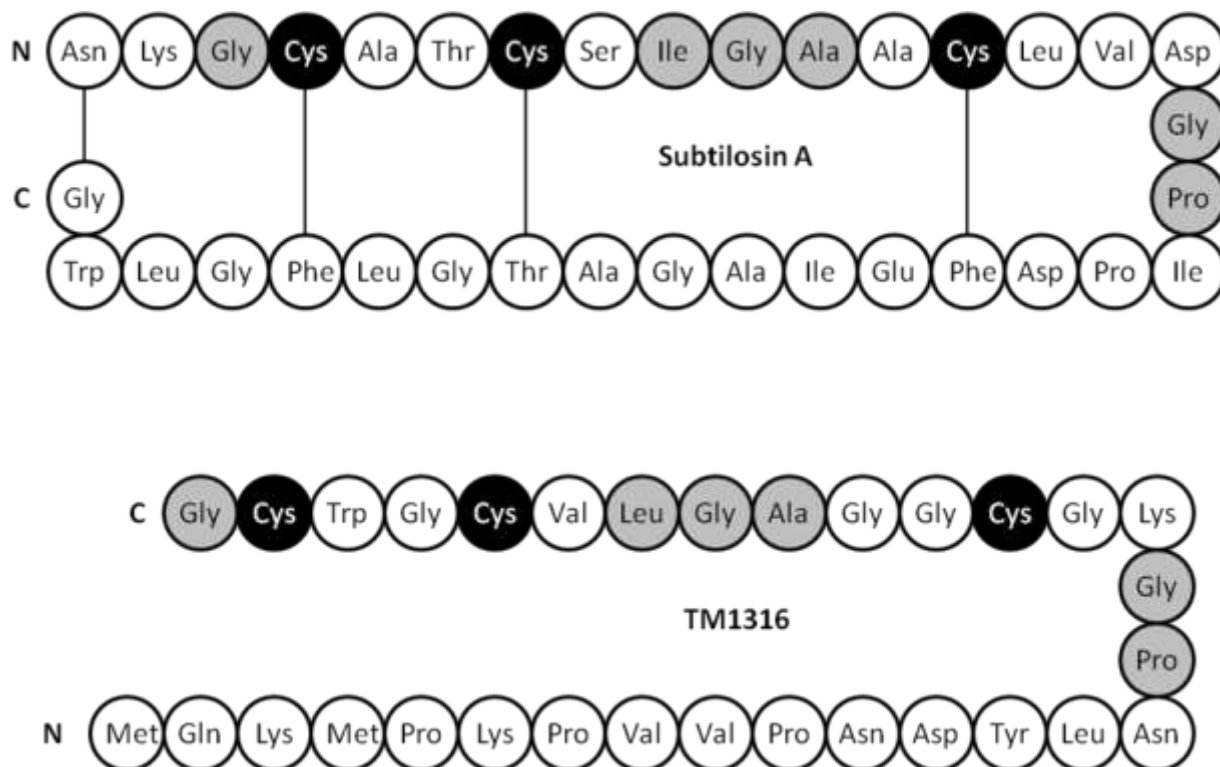 N Asn Lys Gly Cys Ala Thr Cys Ser Ile Gly Ala Ala Cys Leu Val Asp
Gly
Subtilosin A
C Gly Pro
Trp Leu Gly Phe Leu Gly Thr Ala Gly Ala Ile Glu Phe Asp Pro Ile
C Gly Cys Trp Gly Cys Val Leu Gly Ala Gly Gly Cys Gly Lys
Gly
TM1316
Pro
N Met Gln Lys Met Pro Lys Pro Val Val Pro Asn Asp Tyr Leu Asn